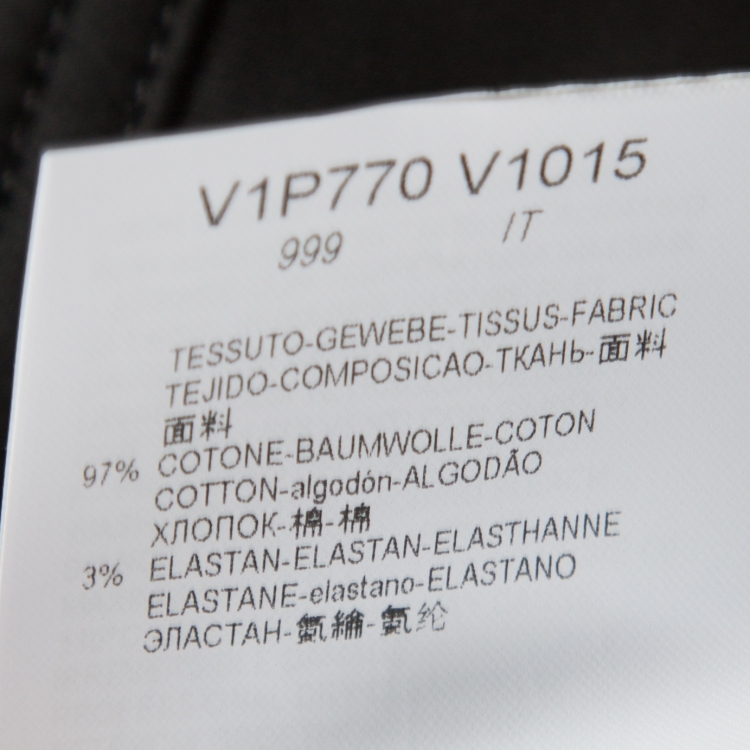 V1P770 V1015
999 IT
TESSUTO-GEWEBE-TISSUS-FABRIC
TEJIDO-COMPOSICAO-ТКАНЬ-面料
面料
97% COTONE-BAUMWOLLE-COTON
COTTON-algodón-ALGODÃO
ХЛОПОК-棉-棉
3% ELASTAN-ELASTAN-ELASTHANNE
ELASTANE-elastano-ELASTANO
ЭЛАСТАН-氨綸-氨纶